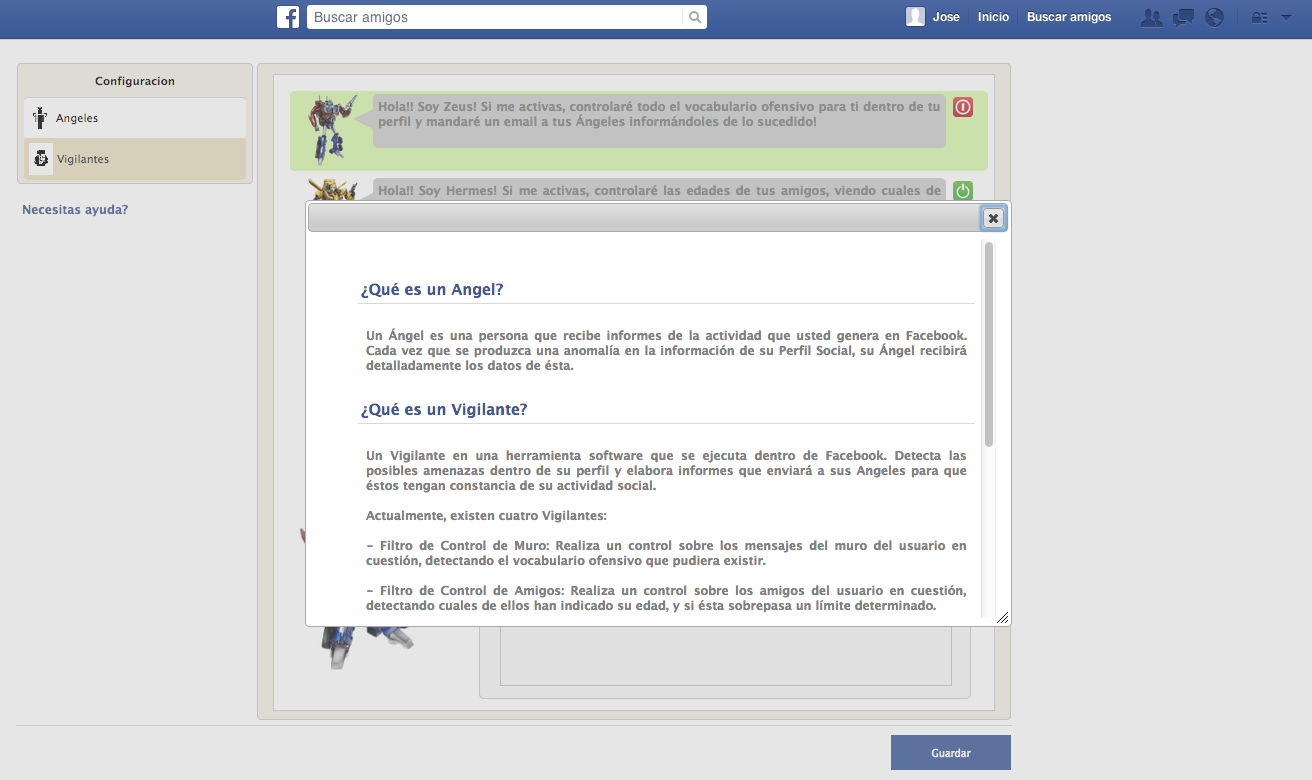 Buscar amigos
Jose
Inicio
Buscar amigos
Configuracion
Angeles
Vigilantes
Necesitas ayuda?
Hola!! Soy Zeus! Si me activas, controlaré todo el vocabulario ofensivo para ti dentro de tu
perfil y mandaré un email a tus Ángeles informándoles de lo sucedido!
Hola!! Soy Hermes! Si me activas, controlaré las edades de tus amigos, viendo cuales de
¿Qué es un Angel?
Un Ángel es una persona que recibe informes de la actividad que usted genera en Facebook.
Cada vez que se produzca una anomalía en la información de su Perfil Social, su Ángel recibirá
detalladamente los datos de ésta.
¿Qué es un Vigilante?
Un Vigilante en una herramienta software que se ejecuta dentro de Facebook. Detecta las
posibles amenazas dentro de su perfil y elabora informes que enviará a sus Angeles para que
éstos tengan constancia de su actividad social.
Actualmente, existen cuatro Vigilantes:
- Filtro de Control de Muro: Realiza un control sobre los mensajes del muro del usuario en
cuestión, detectando el vocabulario ofensivo que pudiera existir.
- Filtro de Control de Amigos: Realiza un control sobre los amigos del usuario en cuestión,
detectando cuales de ellos han indicado su edad, y si ésta sobrepasa un límite determinado.
Guardar